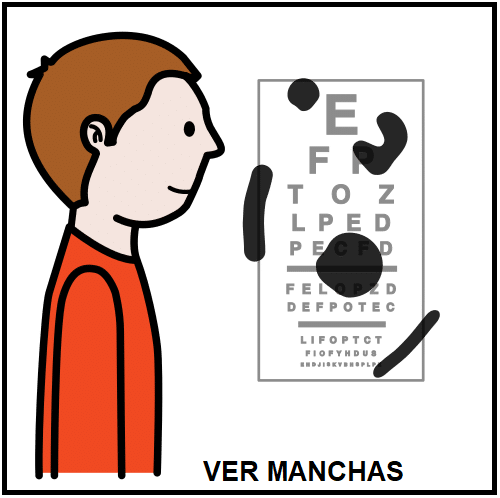 E
F P
T O Z
L P E D
P E C F D
F E L O P Z D
D E F P O T E C
L I F O P T C T
F I O F Y H D U S
VER MANCHAS